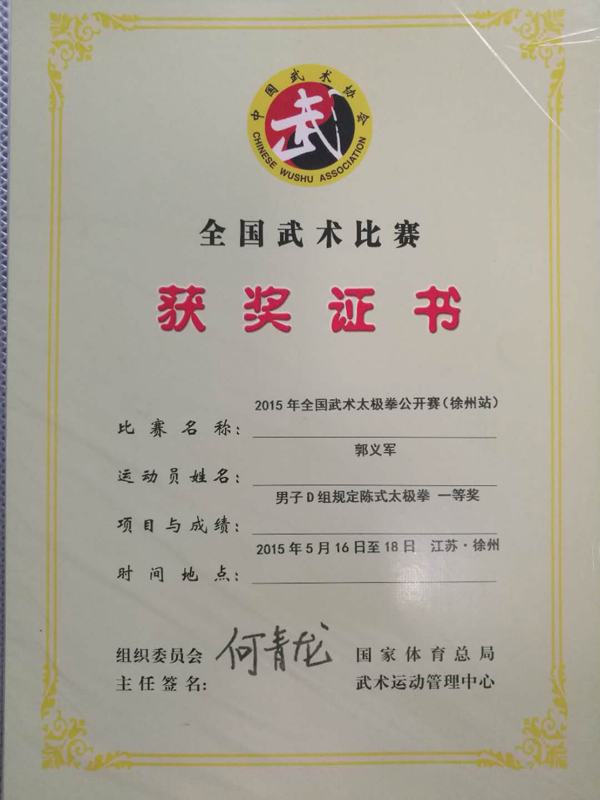 中国武术协会
武
CHINESE WUSHU ASSOCIATION
全国武术比赛
获奖证书
2015年全国武术太极拳公开赛(徐州站)
比赛名称:
郭义军
运动员姓名:
男子D组规定陈式太极拳 一等奖
项目与成绩:
2015年5月16日至18日 江苏·徐州
时间地点:
组织委员会 何青龙 国家体育总局
主任签名: 武术运动管理中心